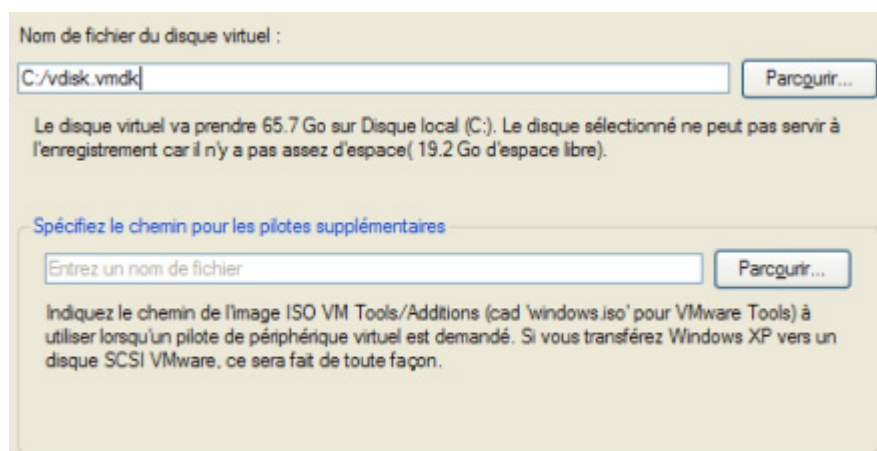 Nom de fichier du disque virtuel :
C:/vdisk.vmdk
Parcourir...
Le disque virtuel va prendre 65.7 Go sur Disque local (C:). Le disque sélectionné ne peut pas servir à
l'enregistrement car il n'y a pas assez d'espace( 19.2 Go d'espace libre).
Spécifiez le chemin pour les pilotes supplémentaires
Entrez un nom de fichier
Parcourir...
Indiquez le chemin de l'image ISO VM Tools/Additions (cad 'windows.iso' pour VMware Tools) à
utiliser lorsqu'un pilote de périphérique virtuel est demandé. Si vous transférez Windows XP vers un
disque SCSI VMware, ce sera fait de toute façon.